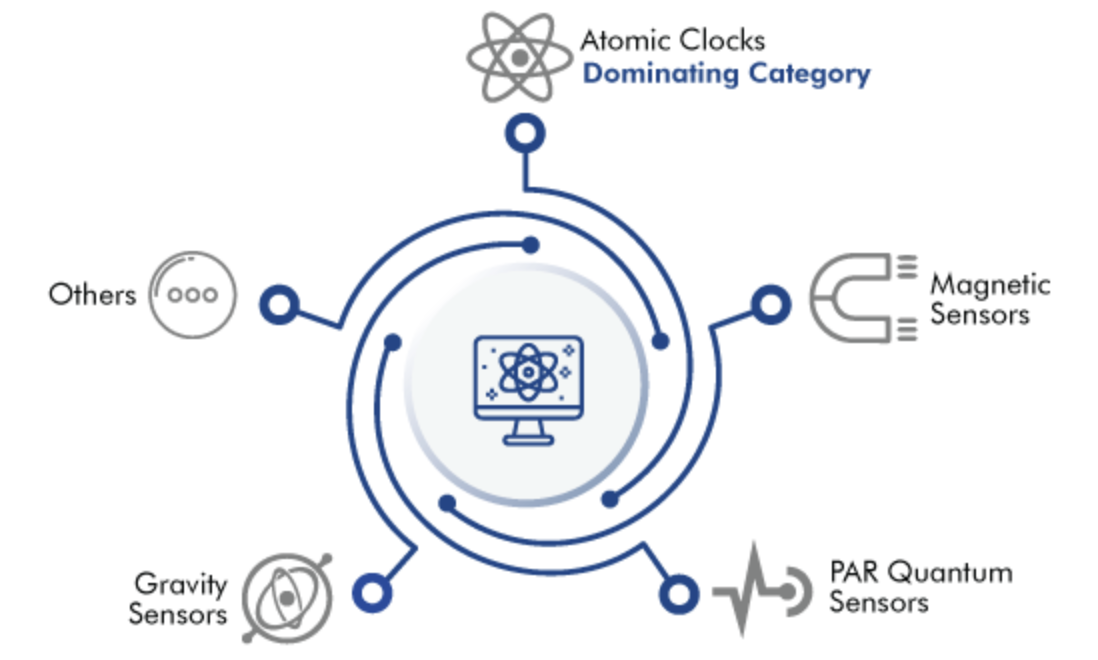 Atomic Clocks
Dominating Category
Others
Magnetic
Sensors
Gravity
Sensors
PAR Quantum
Sensors